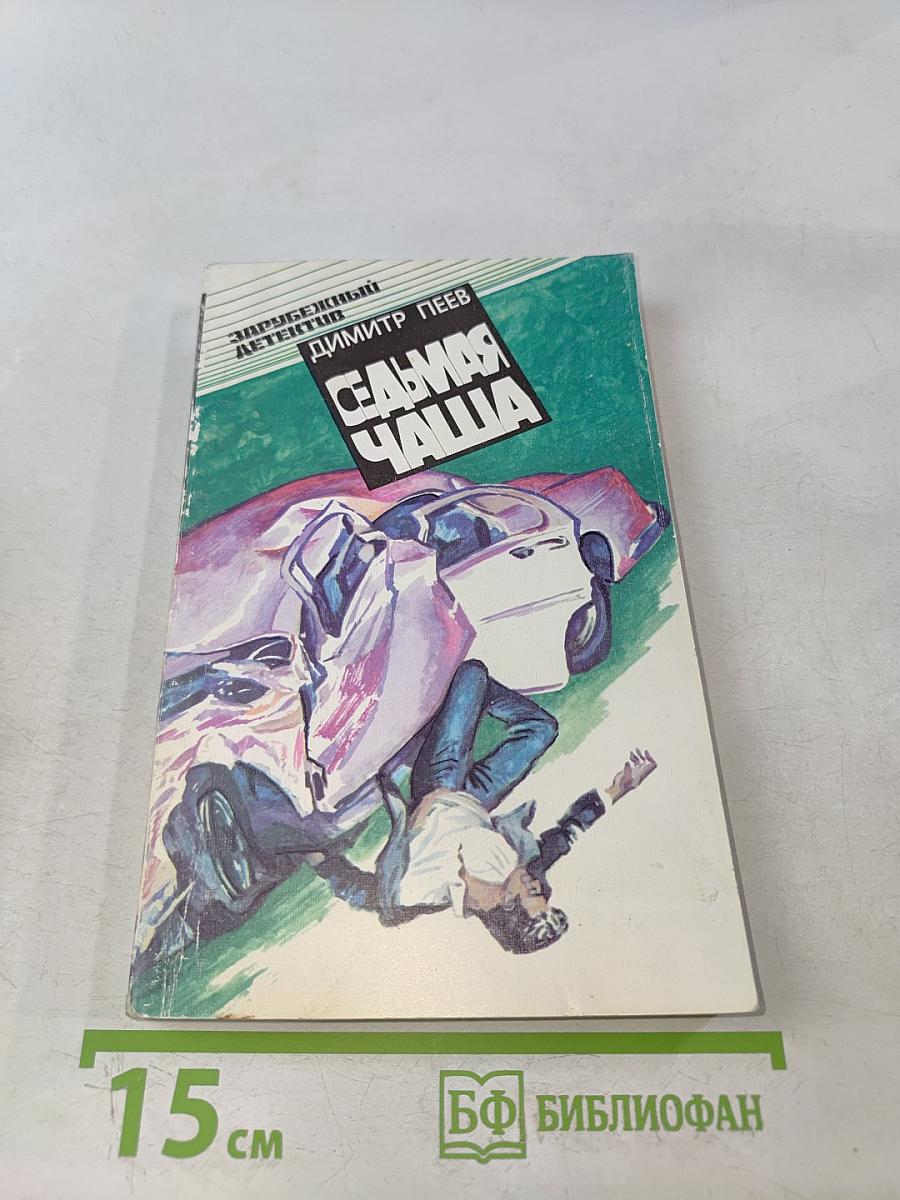 ЗАРУБЕЖНЫЙ
ДЕТЕКТИВ
ДИМИТР ПЕЕВ
СЕДЬМАЯ
ЧАША
15 см
БФ БИБЛИОФАН